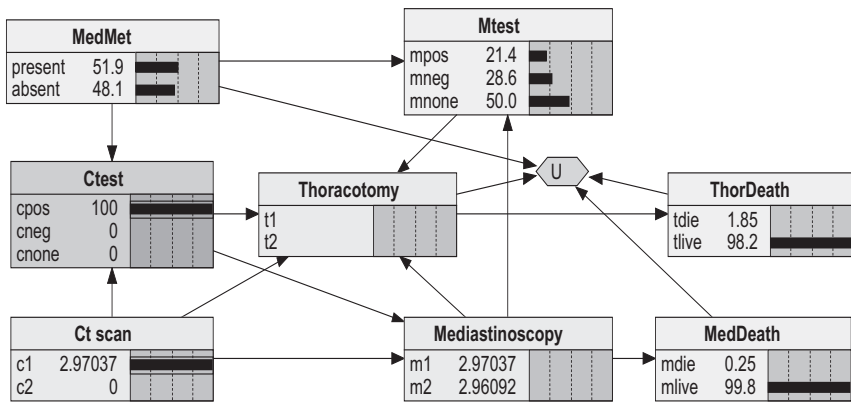 MedMet
present 51.9
absent 48.1
Mtest
mpos 21.4
mneg 28.6
mnone 50.0
Ctest
cpos 100
cneg 0
cnone 0
Thoracotomy
t1
t2
U
ThorDeath
tdie 1.85
tlive 98.2
Ct scan
c1 2.97037
c2 0
Mediastinoscopy
m1 2.97037
m2 2.96092
MedDeath
mdie 0.25
mlive 99.8